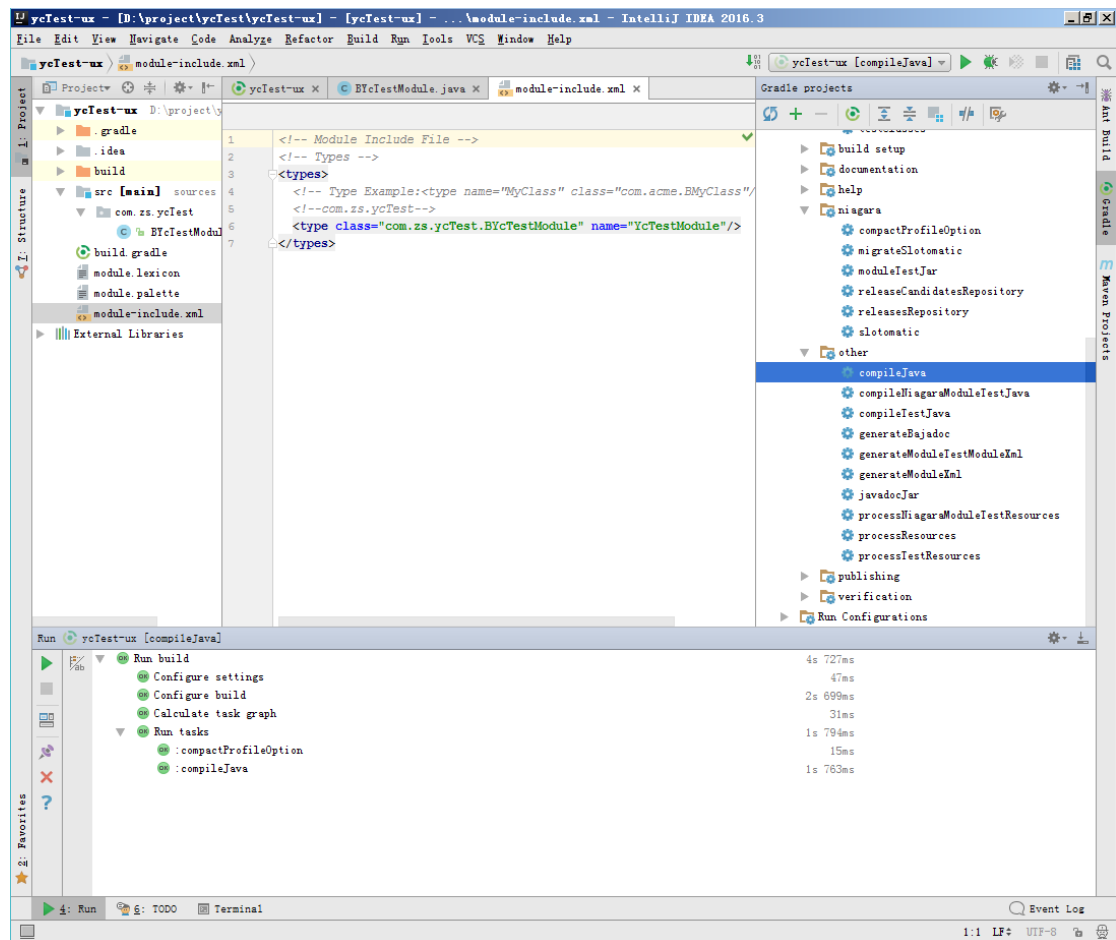 ycTest-ux - [D:\project\ycTest\ycTest-ux] - [ycTest-ux] - ...\module-include.xml - IntelliJ IDEA 2016.3
File Edit View Navigate Code Analyze Refactor Build Run Tools VCS Window Help
ycTest-ux module-include.xml
ycTest-ux [compileJava]
1: Project
7: Structure
2: Favorites
Project
ycTest-ux D:\project\y
.gradle
.idea
build
src [main] sources
com.zs.ycTest
BYcTestModul
build.gradle
module.lexicon
module.palette
module-include.xml
External Libraries
ycTest-ux BYcTestModule.java module-include.xml
1 <!-- Module Include File -->
2 <!-- Types -->
3 <types>
4 <!-- Type Example:<type name="MyClass" class="com.acme.BMyClass"/
5 <!--com.zs.ycTest-->
6 <type class="com.zs.ycTest.BYcTestModule" name="YcTestModule"/>
7 </types>
Gradle projects
testClasses
build setup
documentation
help
niagara
compactProfileOption
migrateSlotomatic
moduleTestJar
releaseCandidatesRepository
releasesRepository
slotomatic
other
compileJava
compileNiagaraModuleTestJava
compileTestJava
generateBajadoc
generateModuleTestModuleXml
generateModuleXml
javadocJar
processNiagaraModuleTestResources
processResources
processTestResources
publishing
verification
Run Configurations
Ant Build
Gradle
Maven Projects
Run ycTest-ux [compileJava]
Run build 4s 727ms
Configure settings 47ms
Configure build 2s 699ms
Calculate task graph 31ms
Run tasks 1s 794ms
:compactProfileOption 15ms
:compileJava 1s 763ms
4: Run 6: TODO Terminal Event Log
1:1 LF UTF-8